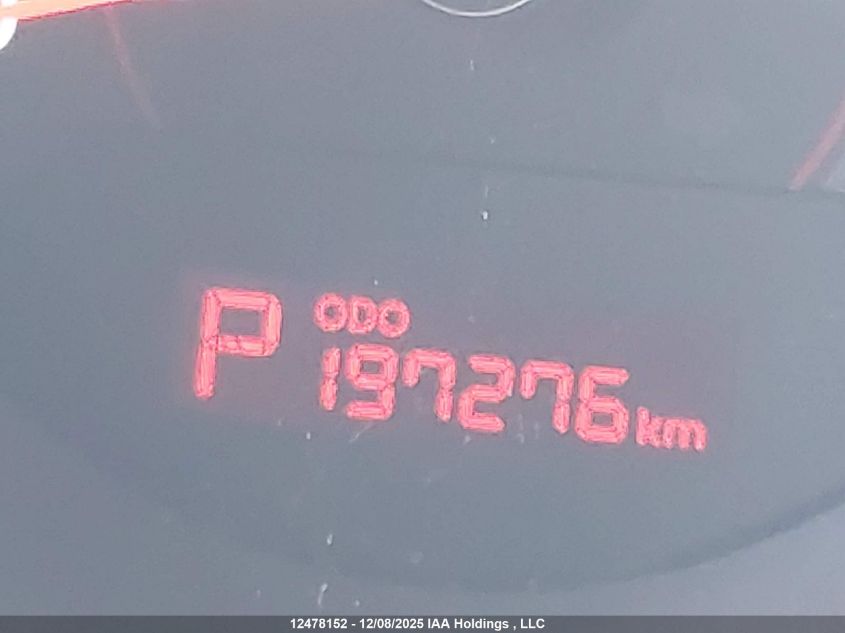 P ODO
197276 km
12478152 - 12/08/2025 IAA Holdings , LLC